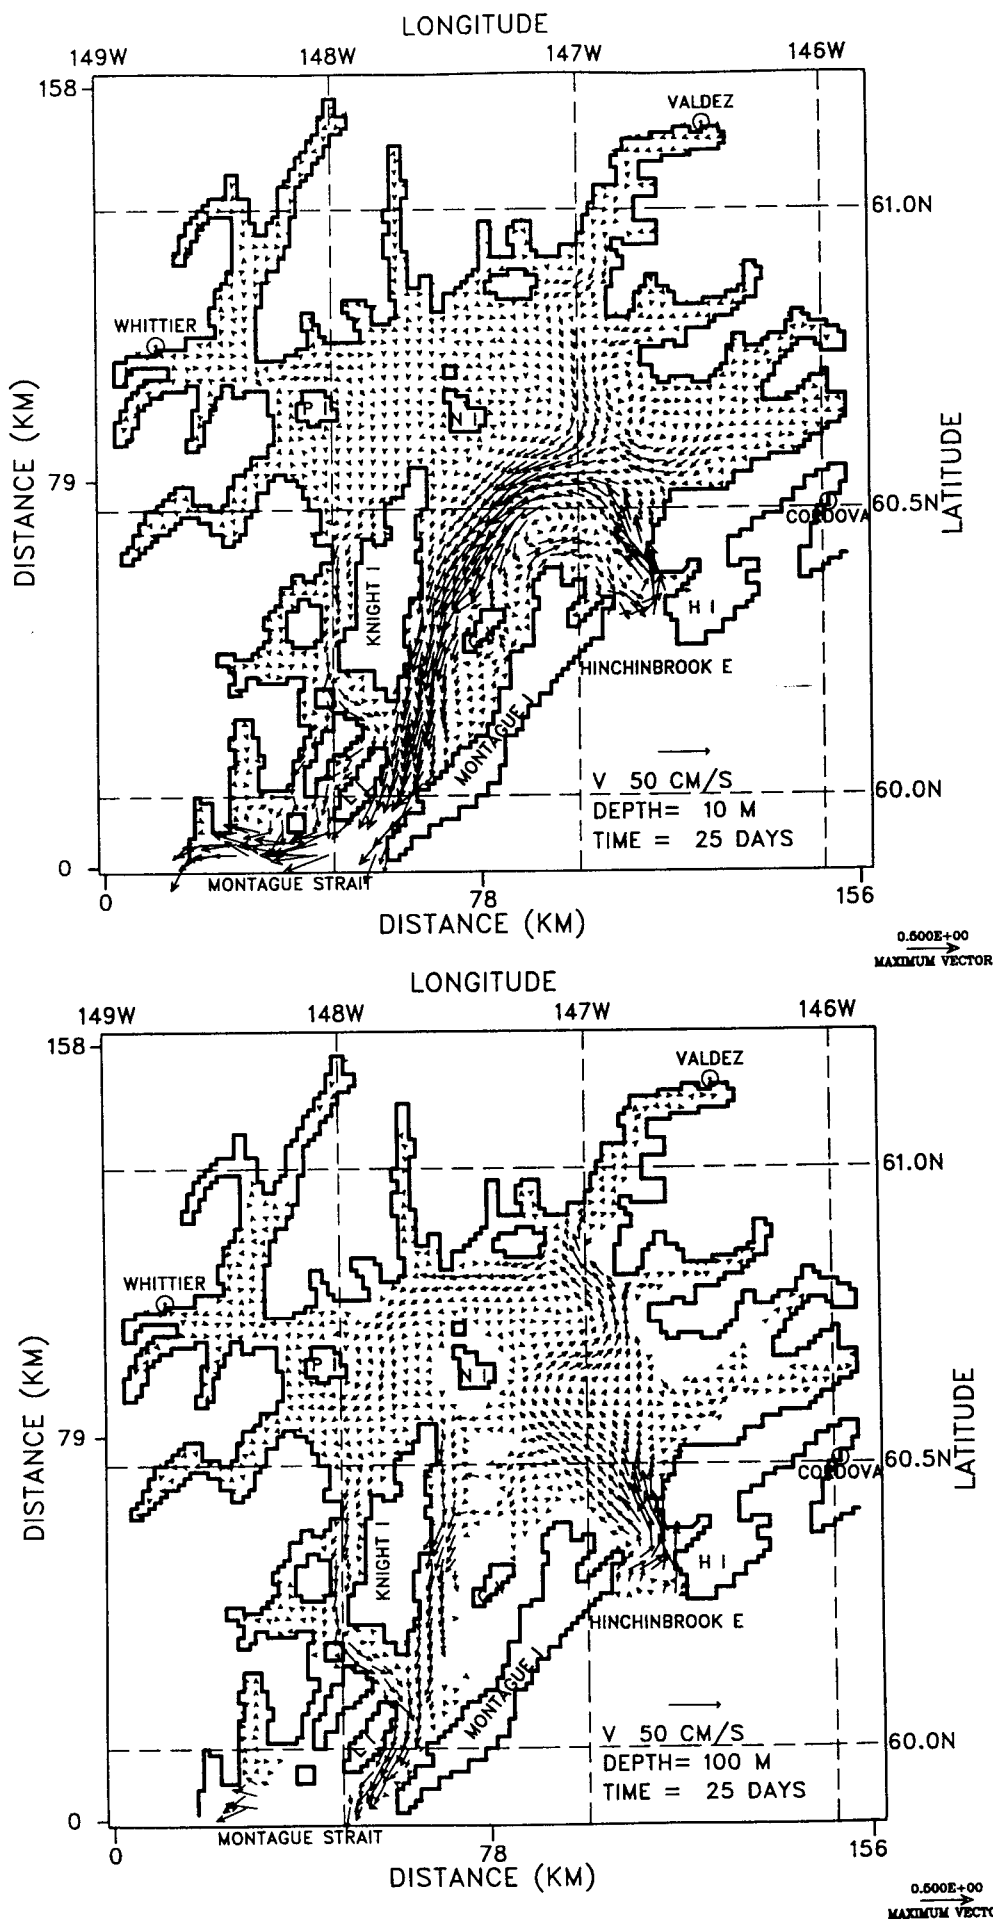 LONGITUDE
149W 148W 147W 146W
158
VALDEZ
61.0N
WHITTIER
P I
N I
DISTANCE (KM)
LATITUDE
79
60.5N
CORDOVA
KNIGHT I
H I
HINCHINBROOK E
MONTAGUE I
V 50 CM/S
60.0N
DEPTH= 10 M
TIME = 25 DAYS
0
MONTAGUE STRAIT
0 78 156
DISTANCE (KM)
0.500E+00
MAXIMUM VECTOR
LONGITUDE
149W 148W 147W 146W
158
VALDEZ
61.0N
WHITTIER
P I
N I
DISTANCE (KM)
LATITUDE
79
60.5N
CORDOVA
KNIGHT I
H I
HINCHINBROOK E
MONTAGUE I
V 50 CM/S
60.0N
DEPTH= 100 M
TIME = 25 DAYS
0
MONTAGUE STRAIT
0 78 156
DISTANCE (KM)
0.500E+00
MAXIMUM VECTO